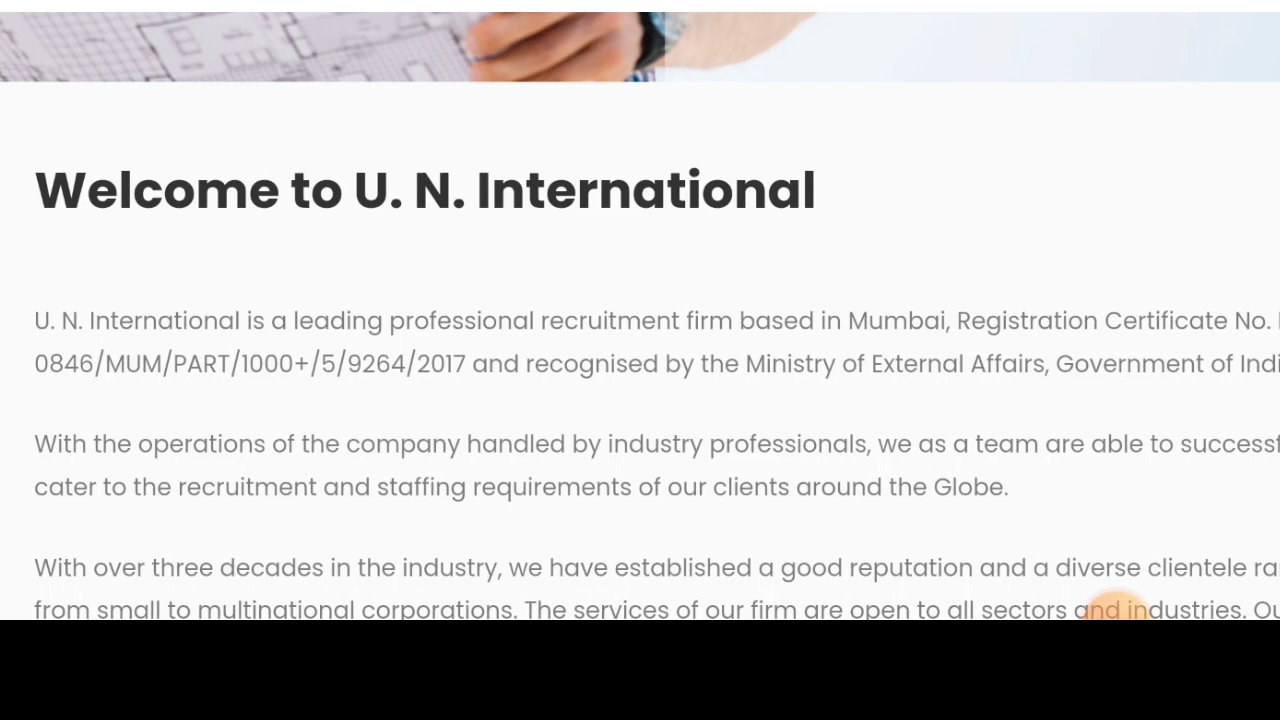 Welcome to U. N. International
U. N. International is a leading professional recruitment firm based in Mumbai, Registration Certificate No.
0846/MUM/PART/1000+/5/9264/2017 and recognised by the Ministry of External Affairs, Government of
With the operations of the company handled by industry professionals, we as a team are able to
cater to the recruitment and staffing requirements of our clients around the Globe.
With over three decades in the industry, we have established a good reputation and a diverse clientele
from small to multinational corporations. The services of our firm are open to all sectors and industries.